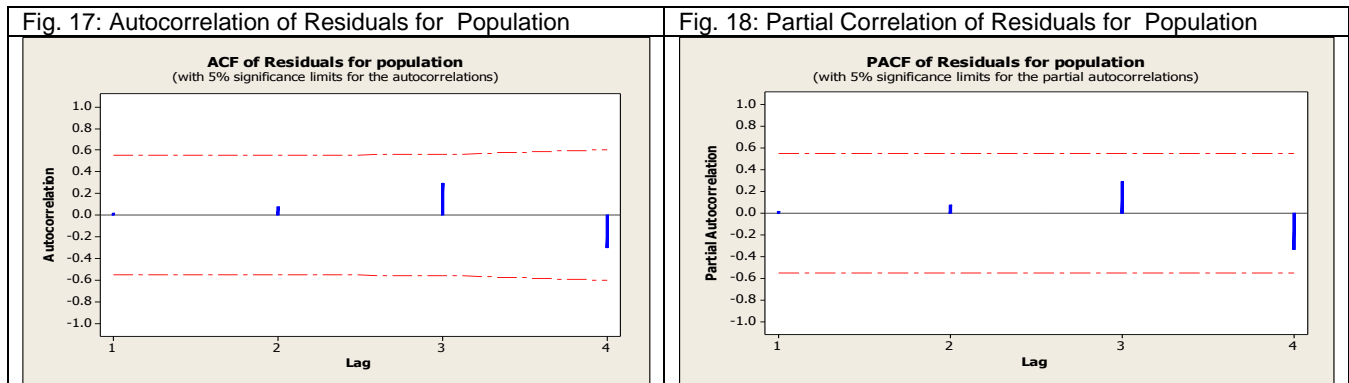 Fig. 17: Autocorrelation of Residuals for Population
ACF of Residuals for population
(with 5% significance limits for the autocorrelations)
Autocorrelation
1.0
0.8
0.6
0.4
0.2
0.0
-0.2
-0.4
-0.6
-0.8
-1.0
1 2 3 4
Lag
Fig. 18: Partial Correlation of Residuals for Population
PACF of Residuals for population
(with 5% significance limits for the partial autocorrelations)
Partial Autocorrelation
1.0
0.8
0.6
0.4
0.2
0.0
-0.2
-0.4
-0.6
-0.8
-1.0
1 2 3 4
Lag